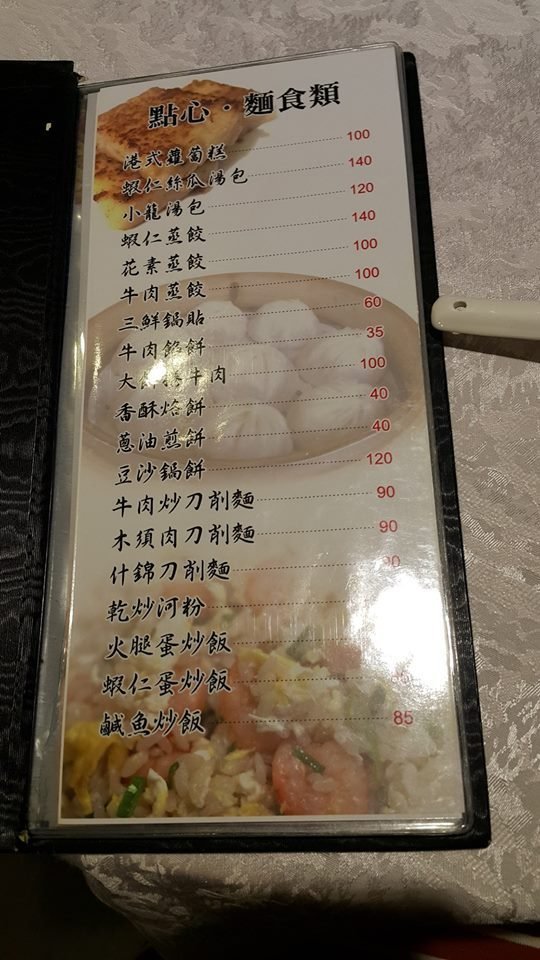 點心·麵食類
港式蘿蔔糕 100
蝦仁絲瓜湯包 140
小籠湯包 120
蝦仁蒸餃 140
花素蒸餃 100
牛肉蒸餃 100
三鮮鍋貼 60
牛肉餡餅 35
大餅捲牛肉 100
香酥烙餅 40
蔥油煎餅 40
豆沙鍋餅 120
牛肉炒刀削麵 90
木須肉刀削麵 90
什錦刀削麵
乾炒河粉
火腿蛋炒飯
蝦仁蛋炒飯
鹹魚炒飯 85